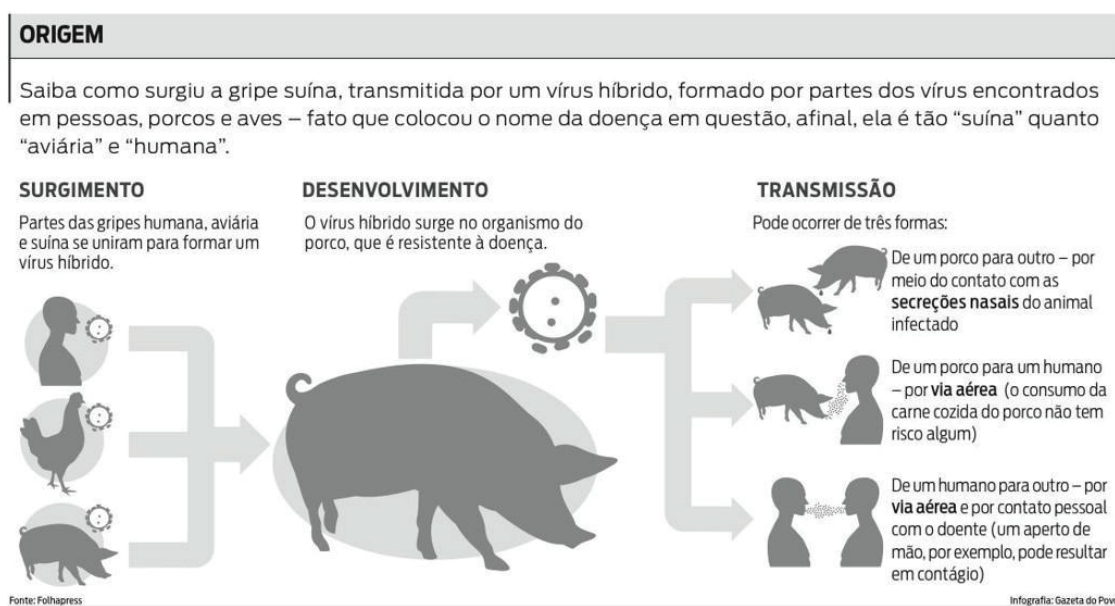 ORIGEM
Saiba como surgiu a gripe suína, transmitida por um vírus híbrido, formado por partes dos vírus encontrados
em pessoas, porcos e aves – fato que colocou o nome da doença em questão, afinal, ela é tão “suína” quanto
“aviária” e “humana”.
SURGIMENTO
Partes das gripes humana, aviária
e suína se uniram para formar um
vírus híbrido.
DESENVOLVIMENTO
O vírus híbrido surge no organismo do
porco, que é resistente à doença.
TRANSMISSÃO
Pode ocorrer de três formas:
De um porco para outro – por
meio do contato com as
secreções nasais do animal
infectado
De um porco para um humano
– por via aérea (o consumo da
carne cozida do porco não tem
risco algum)
De um humano para outro – por
via aérea e por contato pessoal
com o doente (um aperto de
mão, por exemplo, pode resultar
em contágio)
Fonte: Folhapress
Infografia: Gazeta do Pov